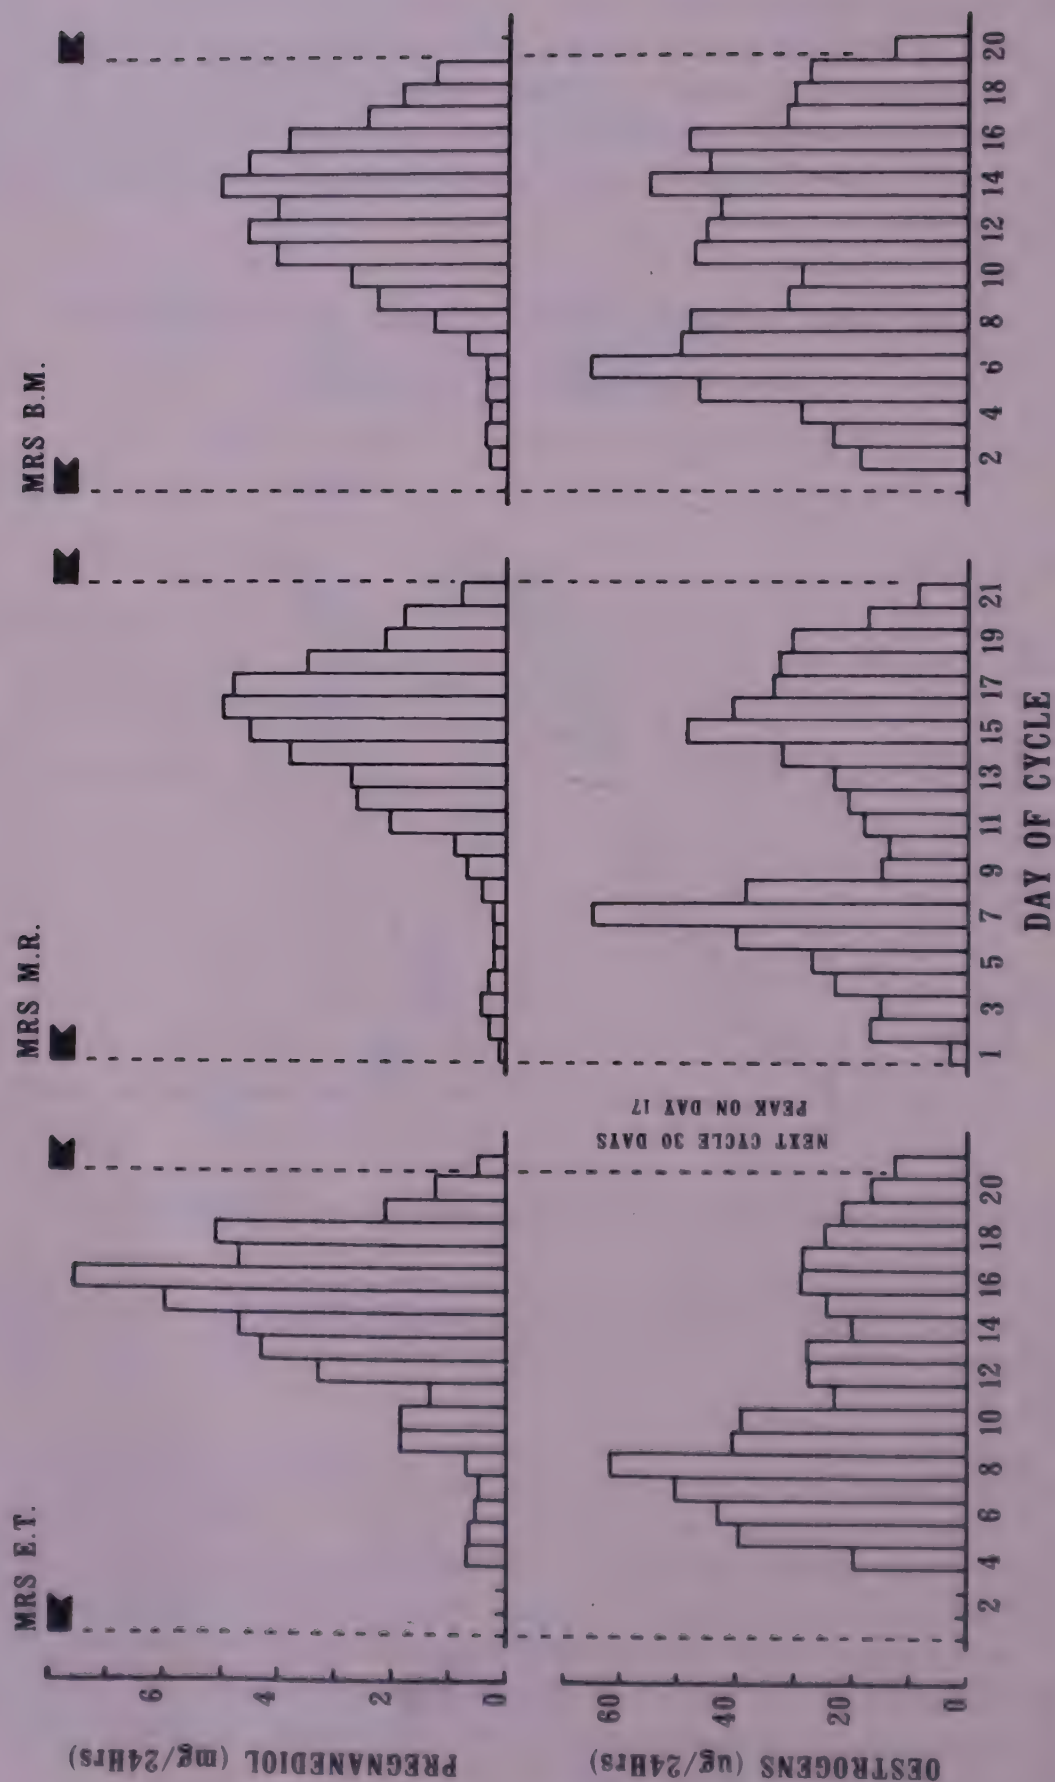 MRS E.T.
MRS M.R.
MRS B.M.
PREGNANEDIOL (mg/24Hrs)
6
4
2
0
OESTROGENS (ug/24Hrs)
60
40
20
0
NEXT CYCLE 30 DAYS
PEAK ON DAY 17
2 4 6 8 10 12 14 16 18 20
1 3 5 7 9 11 13 15 17 19 21
2 4 6 8 10 12 14 16 18 20
DAY OF CYCLE